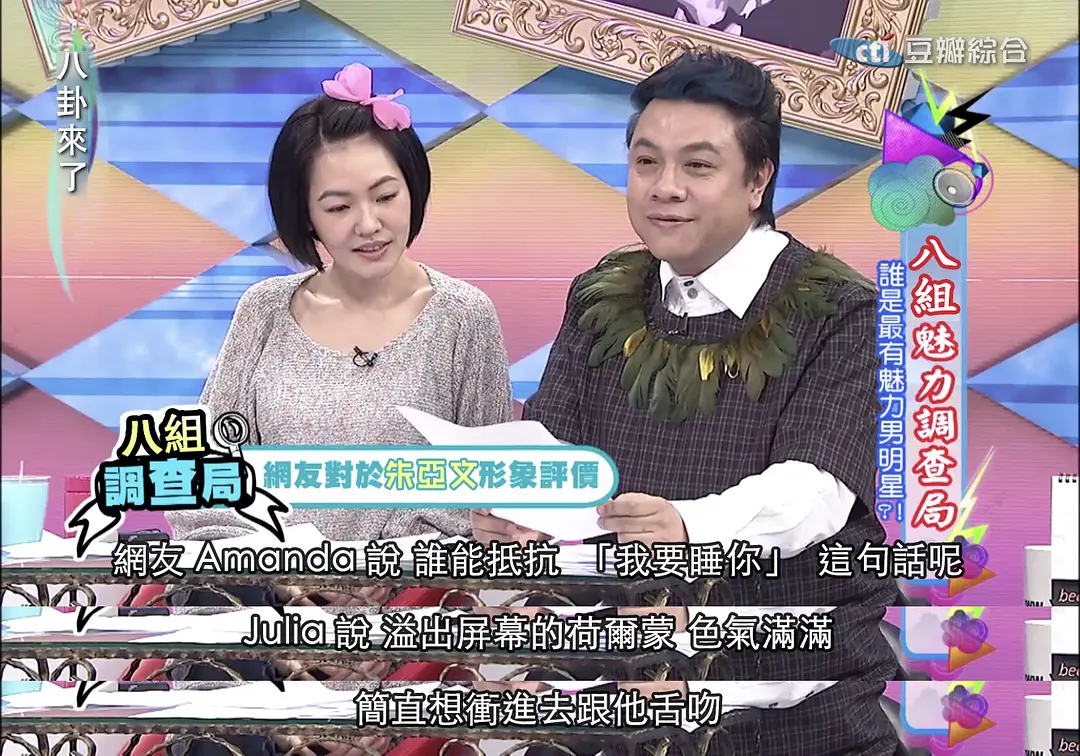 八卦來了
cti 豆瓣綜合
八組魅力調查局
誰是最有魅力男明星?!
八組
調查局
網友對於朱亞文形象評價
網友 Amanda 說 誰能抵抗 「我要睡你」 這句話呢
Julia 說 溢出屏幕的荷爾蒙 色氣滿滿
簡直想衝進去跟他舌吻